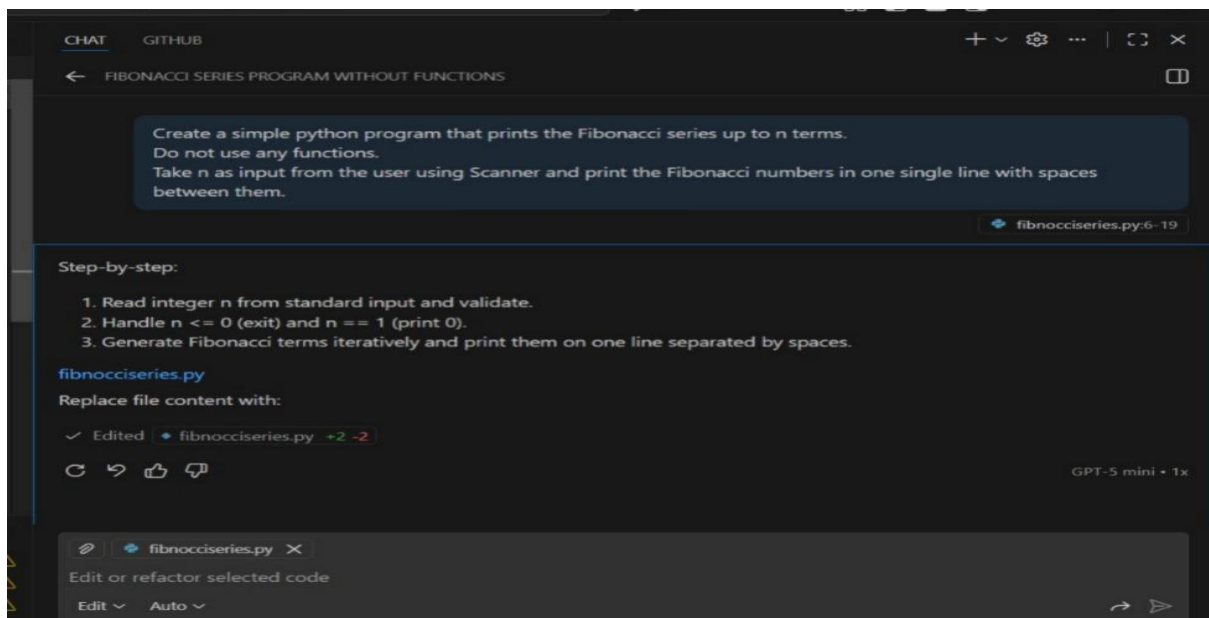 CHAT GITHUB
FIBONACCI SERIES PROGRAM WITHOUT FUNCTIONS
Create a simple python program that prints the Fibonacci series up to n terms.
Do not use any functions.
Take n as input from the user using Scanner and print the Fibonacci numbers in one single line with spaces
between them.
fibnocciseries.py:6-19
Step-by-step:
1. Read integer n from standard input and validate.
2. Handle n <= 0 (exit) and n == 1 (print 0).
3. Generate Fibonacci terms iteratively and print them on one line separated by spaces.
fibnocciseries.py
Replace file content with:
Edited fibnocciseries.py +2 -2
GPT-5 mini • 1x
fibnocciseries.py
Edit or refactor selected code
Edit Auto